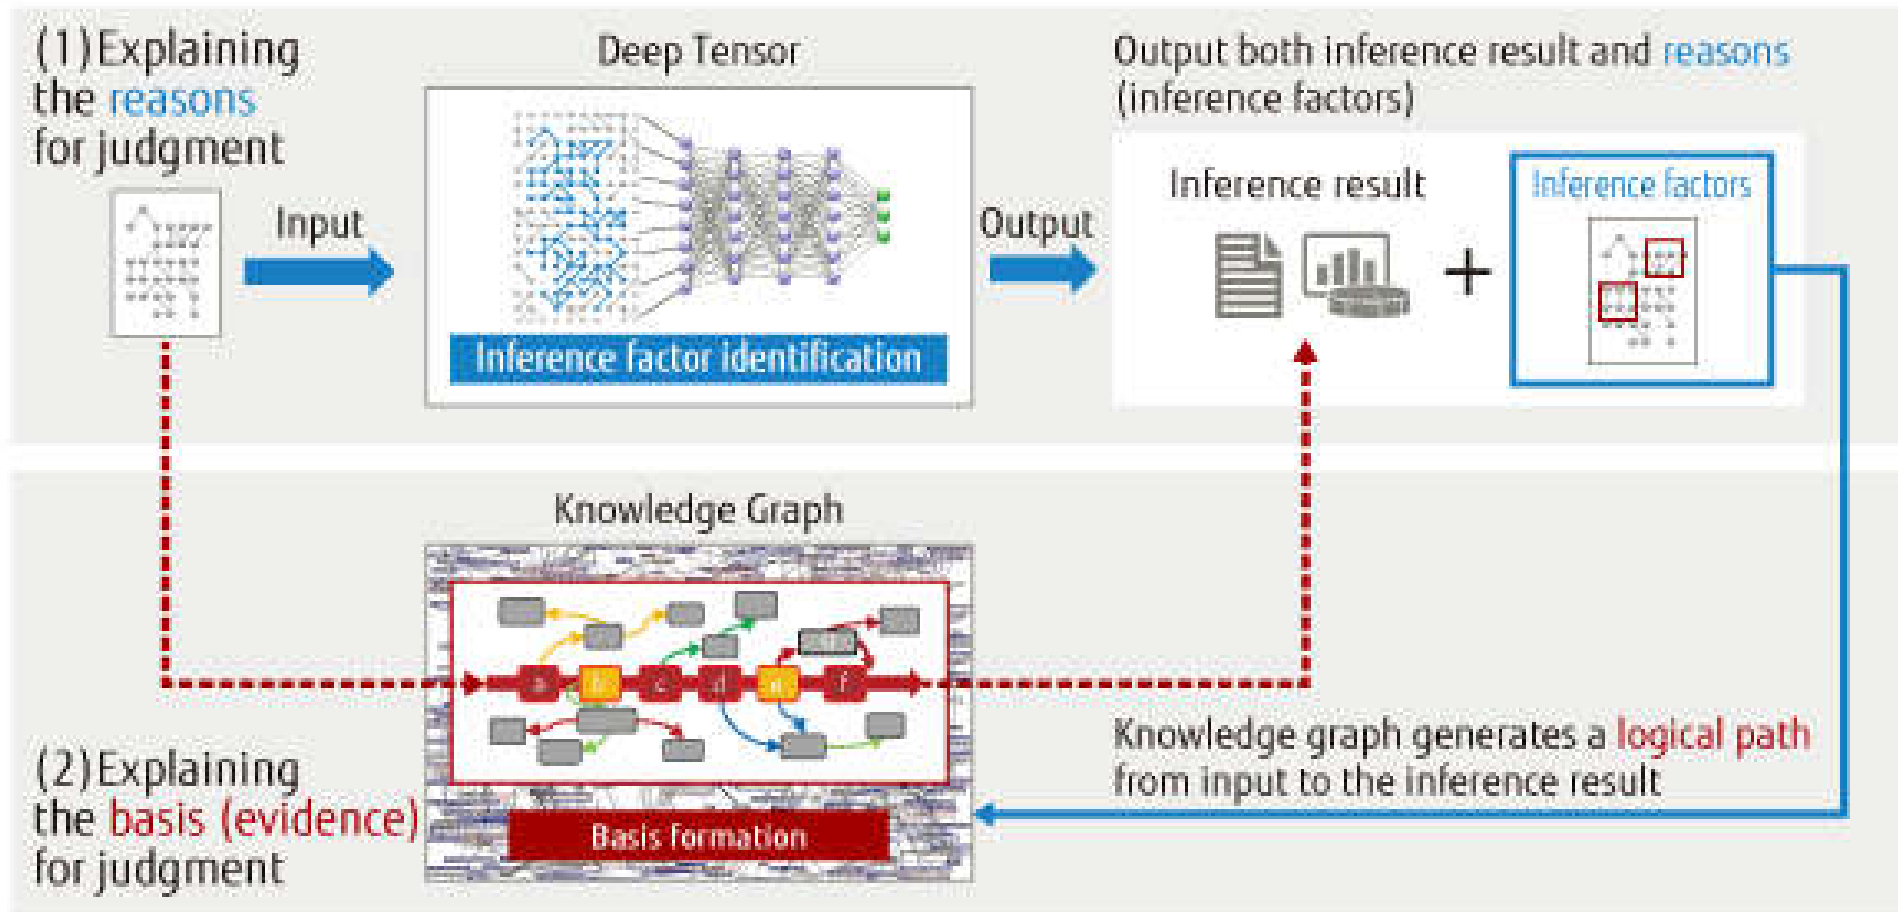 (1)Explaining
the reasons
for judgment
Deep Tensor
Output both inference result and reasons
(inference factors)
Input
Inference factor identification
Output
Inference result
+
Inference factors
Knowledge Graph
a b c d e f
(2)Explaining
the basis (evidence)
for judgment
Basis formation
Knowledge graph generates a logical path
from input to the inference result